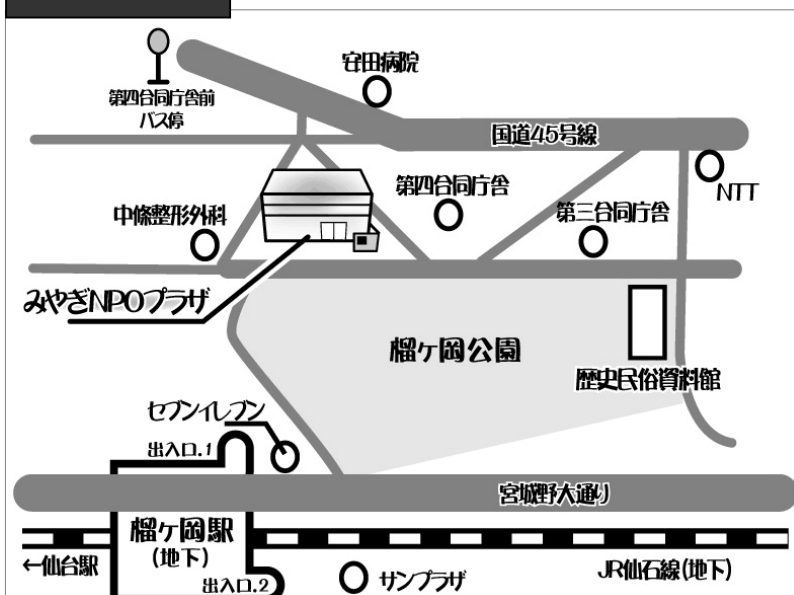 安田病院
第四合同庁舎前
バス停
国道45号線
第四合同庁舎
NTT
中條整形外科
第三合同庁舎
みやぎNPOプラザ
榴ヶ岡公園
歴史民俗資料館
セブンイレブン
出入口.1
宮城野大通り
榴ヶ岡駅
(地下)
←仙台駅
JR仙石線(地下)
出入口.2
サンプラザ